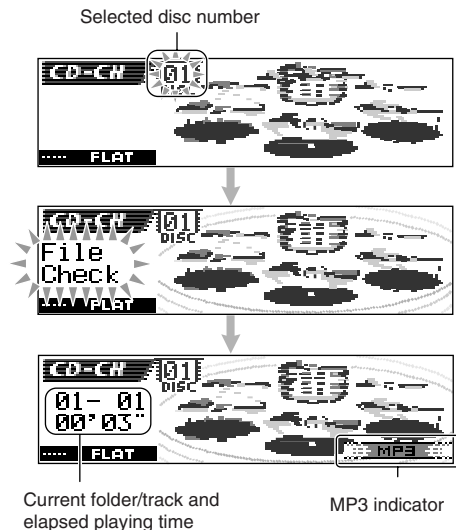 Selected disc number
CD-CH 01
DISC
FLAT
CD-CH 01
DISC
File
Check
FLAT
CD-CH 01
DISC
01- 01
00'03"
FLAT
MP3
Current folder/track and
elapsed playing time
MP3 indicator